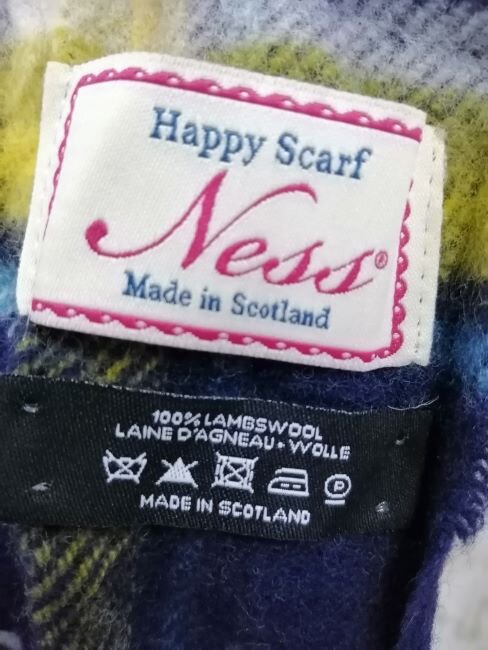 Happy Scarf
Ness®
Made in Scotland
100% LAMBSWOOL
LAINE D'AGNEAU • WOLLE
P
MADE IN SCOTLAND